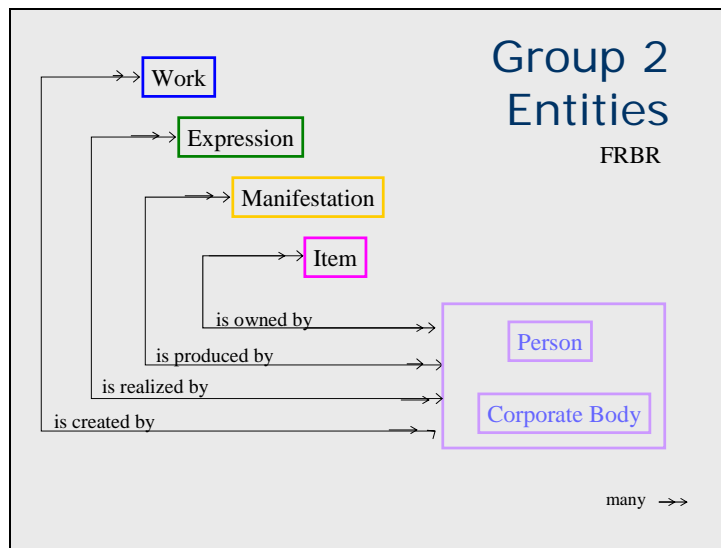 Group 2
Entities
FRBR
Work
Expression
Manifestation
Item
is owned by
is produced by
is realized by
is created by
Person
Corporate Body
many